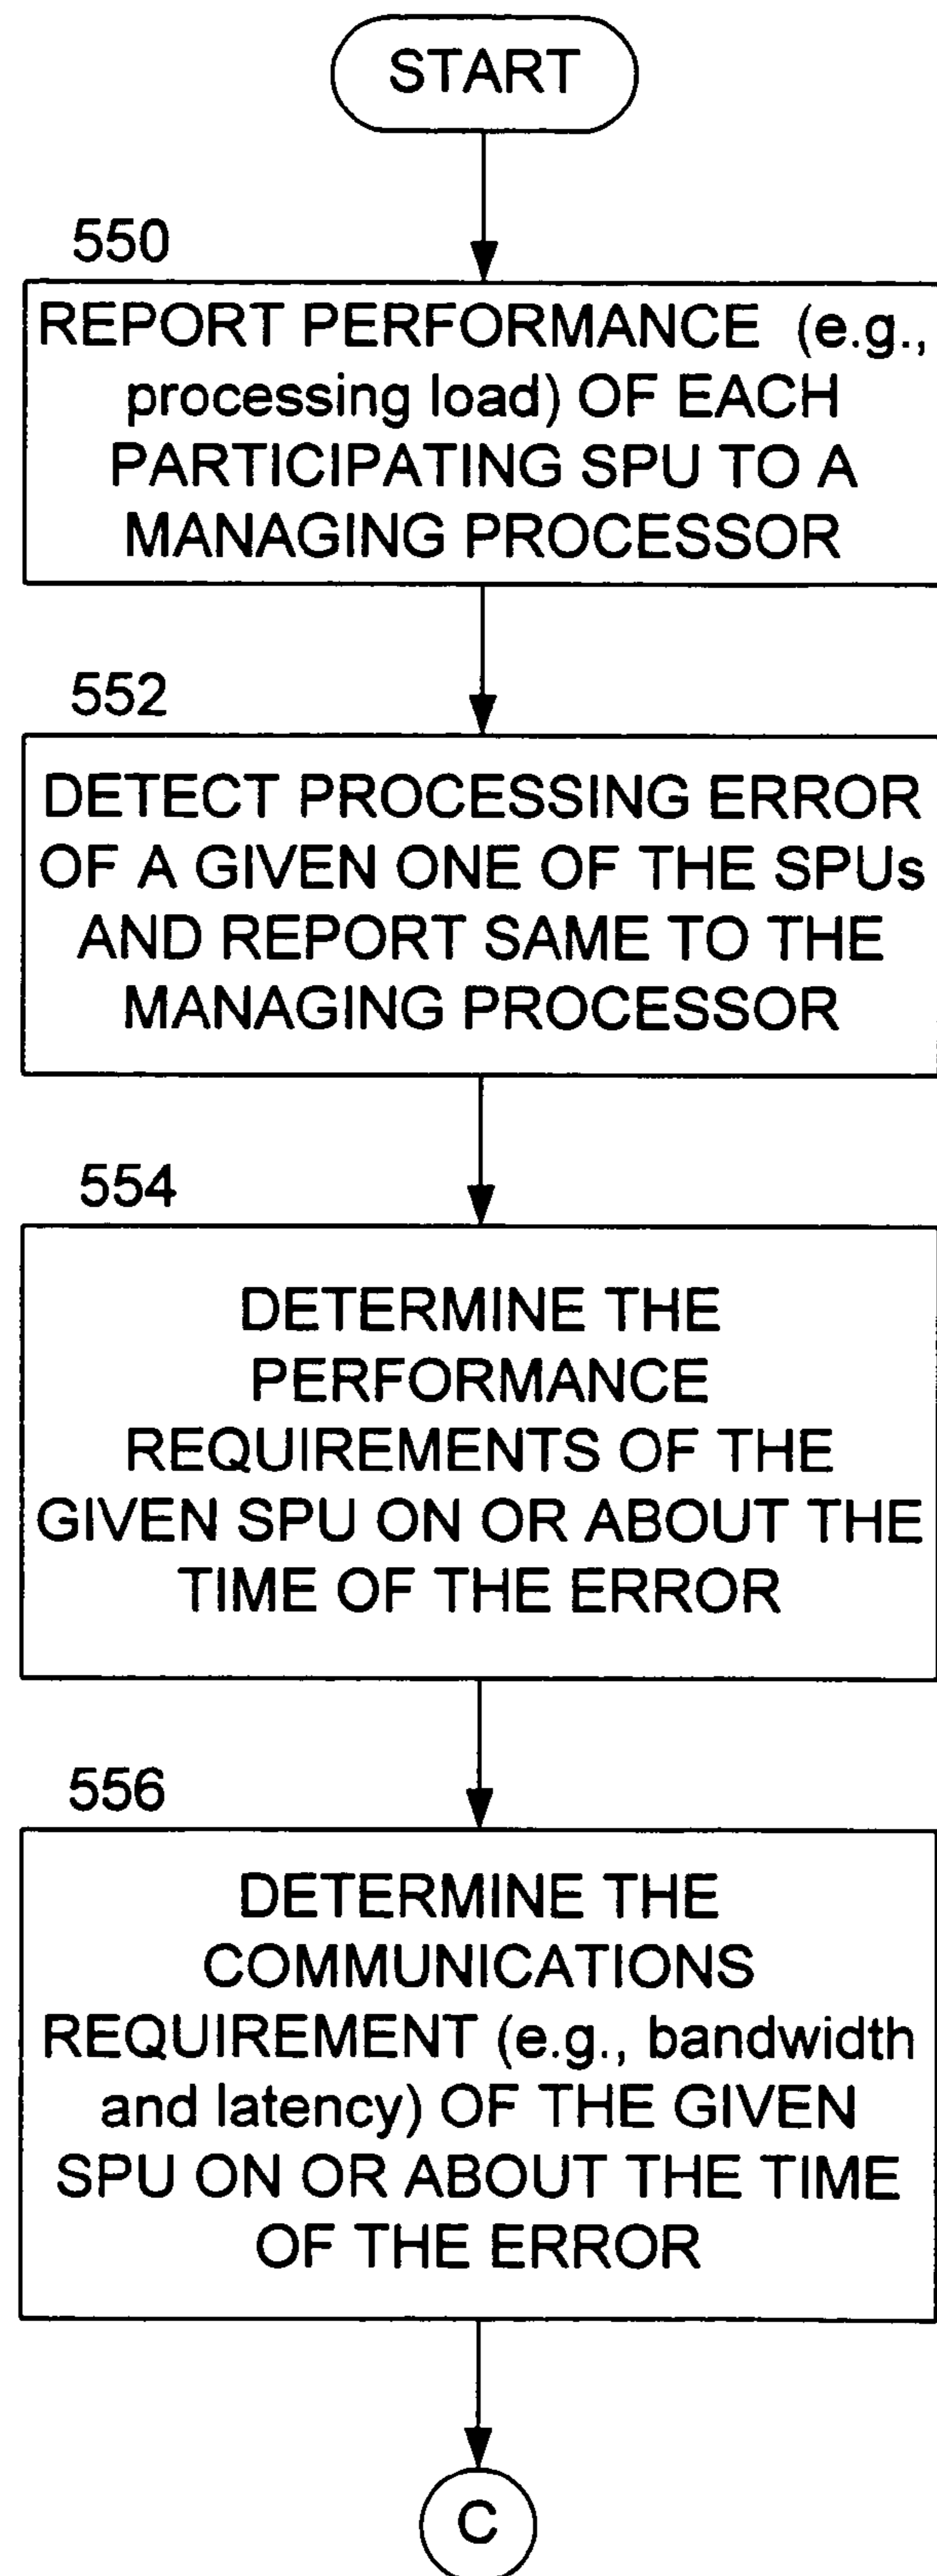 START
550
REPORT PERFORMANCE (e.g.,
processing load) OF EACH
PARTICIPATING SPU TO A
MANAGING PROCESSOR
552
DETECT PROCESSING ERROR
OF A GIVEN ONE OF THE SPUs
AND REPORT SAME TO THE
MANAGING PROCESSOR
554
DETERMINE THE
PERFORMANCE
REQUIREMENTS OF THE
GIVEN SPU ON OR ABOUT THE
TIME OF THE ERROR
556
DETERMINE THE
COMMUNICATIONS
REQUIREMENT (e.g., bandwidth
and latency) OF THE GIVEN
SPU ON OR ABOUT THE TIME
OF THE ERROR
C